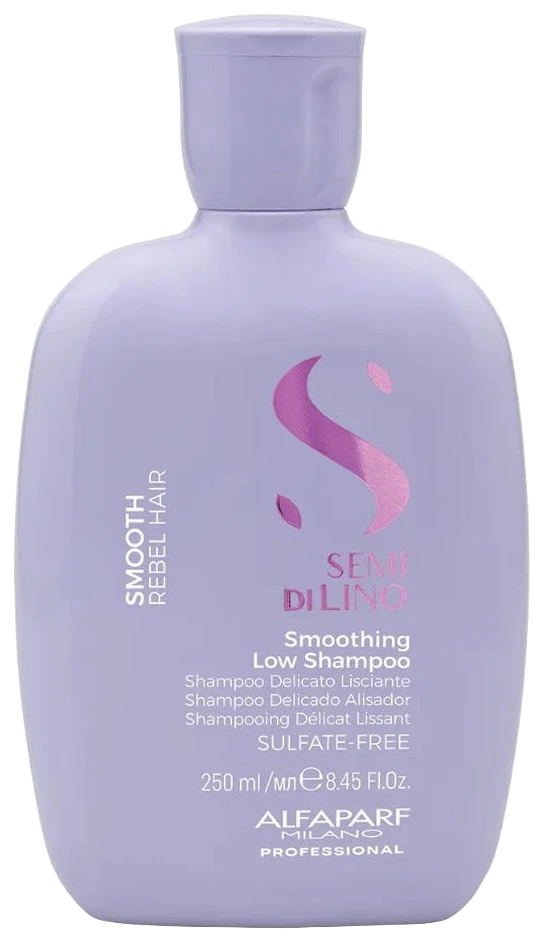 SMOOTH
REBEL HAIR
SEMI
DI LINO
Smoothing
Low Shampoo
Shampoo Delicato Lisciante
Shampoo Delicado Alisador
Shampooing Délicat Lissant
SULFATE-FREE
250 ml/мл℮8.45 Fl.Oz.
ALFAPARF
MILANO
PROFESSIONAL